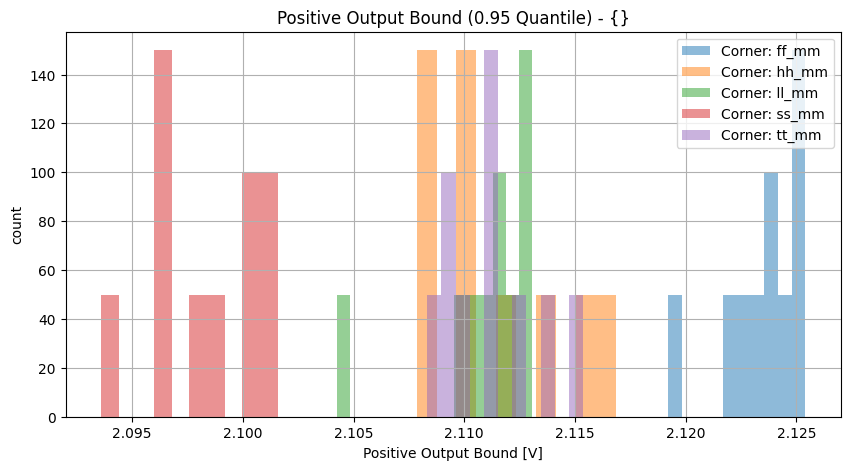 Positive Output Bound (0.95 Quantile) - {}
Corner: ff_mm
Corner: hh_mm
Corner: ll_mm
Corner: ss_mm
Corner: tt_mm
count
140
120
100
80
60
40
20
0
2.095 2.100 2.105 2.110 2.115 2.120 2.125
Positive Output Bound [V]